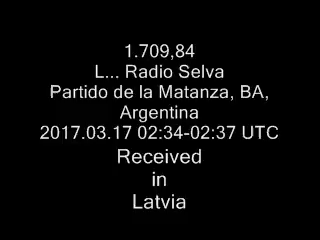 1.709,84
L... Radio Selva
Partido de la Matanza, BA,
Argentina
2017.03.17 02:34-02:37 UTC
Received
in
Latvia